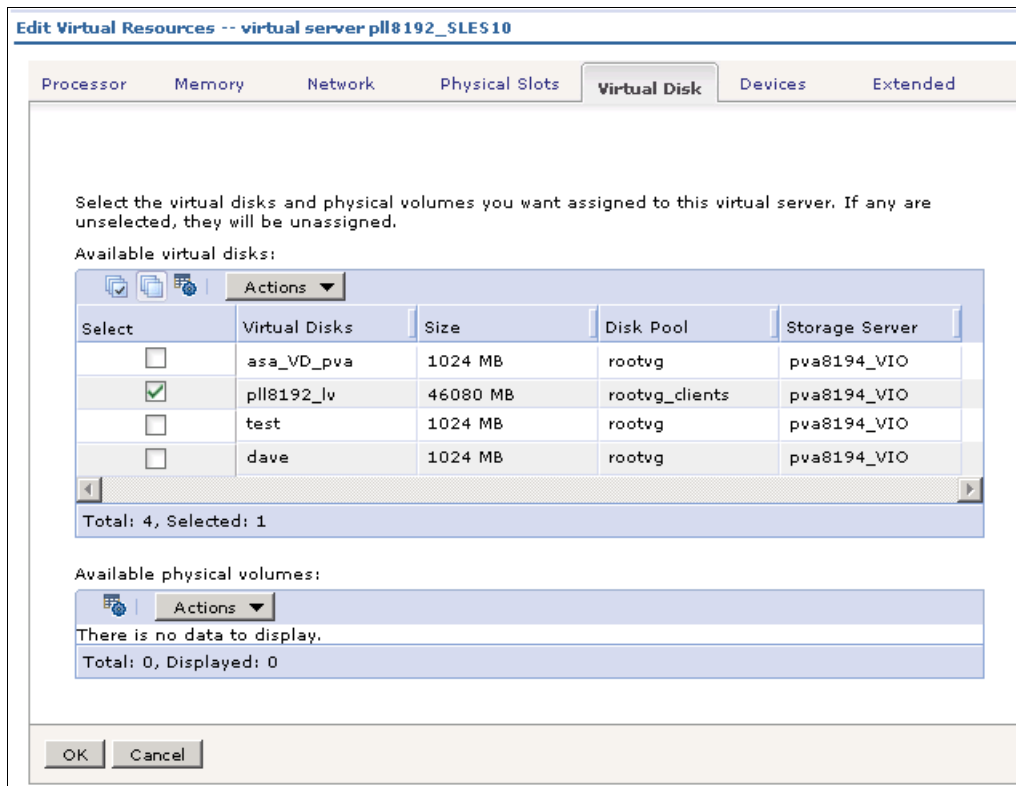 Edit Virtual Resources -- virtual server pll8192_SLES10
Processor Memory Network Physical Slots Virtual Disk Devices Extended
Select the virtual disks and physical volumes you want assigned to this virtual server. If any are
unselected, they will be unassigned.
Available virtual disks:
Actions
Select Virtual Disks Size Disk Pool Storage Server
asa_VD_pva 1024 MB rootvg pva8194_VIO
pll8192_lv 46080 MB rootvg_clients pva8194_VIO
test 1024 MB rootvg pva8194_VIO
dave 1024 MB rootvg pva8194_VIO
Total: 4, Selected: 1
Available physical volumes:
Actions
There is no data to display.
Total: 0, Displayed: 0
OK Cancel